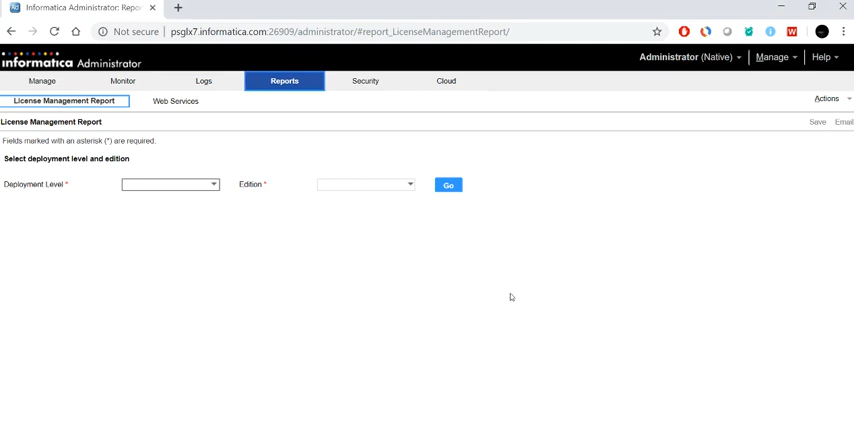 Informatica Administrator: Repor
Not secure | psglx7.informatica.com:26909/administrator/#report_LicenseManagementReport/
informatica Administrator
Administrator (Native) Manage Help
Manage Monitor Logs Reports Security Cloud
License Management Report Web Services Actions
License Management Report Save Email
Fields marked with an asterisk (*) are required.
Select deployment level and edition
Deployment Level * Edition * Go